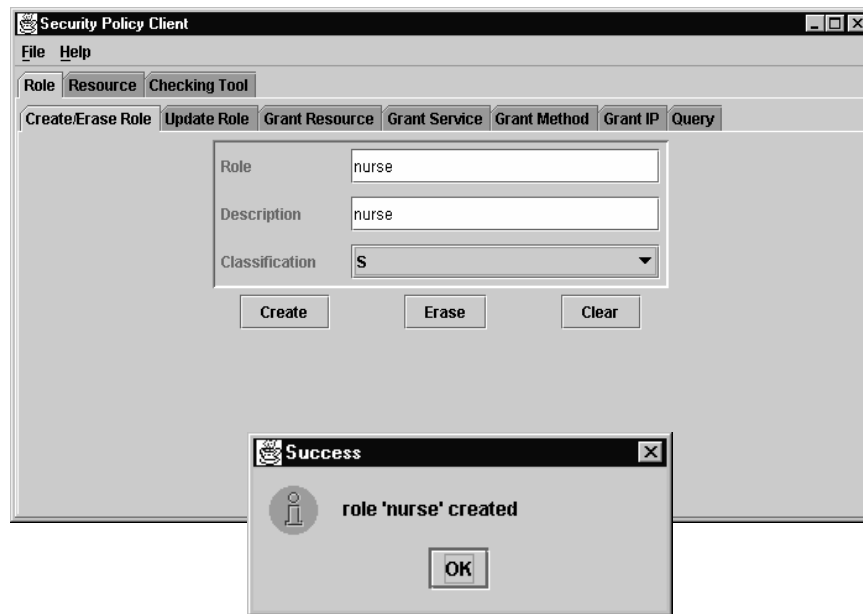 Security Policy Client
File Help
Role Resource Checking Tool
Create/Erase Role Update Role Grant Resource Grant Service Grant Method Grant IP Query
Role nurse
Description nurse
Classification S
Create Erase Clear
Success
role 'nurse' created
OK